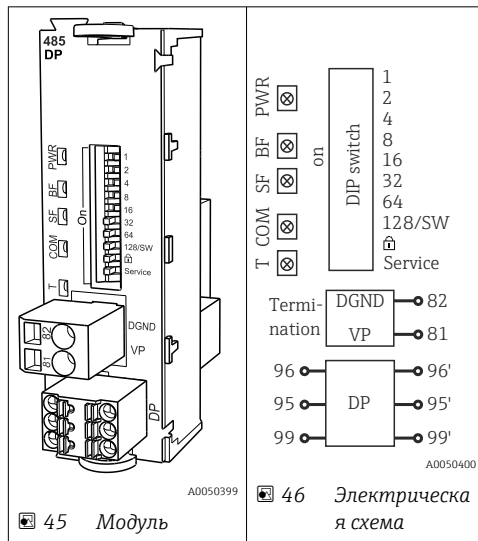 485
DP
PWR
BF
SF
COM
T
On
1
2
4
8
16
32
64
128/SW
Service
82
81
DGND
VP
DP
A0050399
45 Модуль
PWR
BF
SF
COM
T
on
DIP switch
1
2
4
8
16
32
64
128/SW
Service
Termi-
nation
DGND
VP
82
81
96
95
99
DP
96'
95'
99'
A0050400
46 Электрическа
я схема